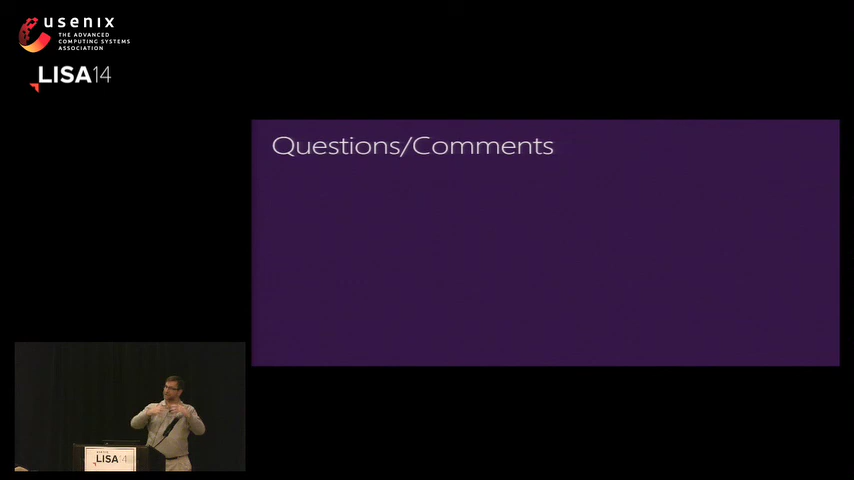 usenix
THE ADVANCED
COMPUTING SYSTEMS
ASSOCIATION
LISA14
Questions/Comments
LISA14